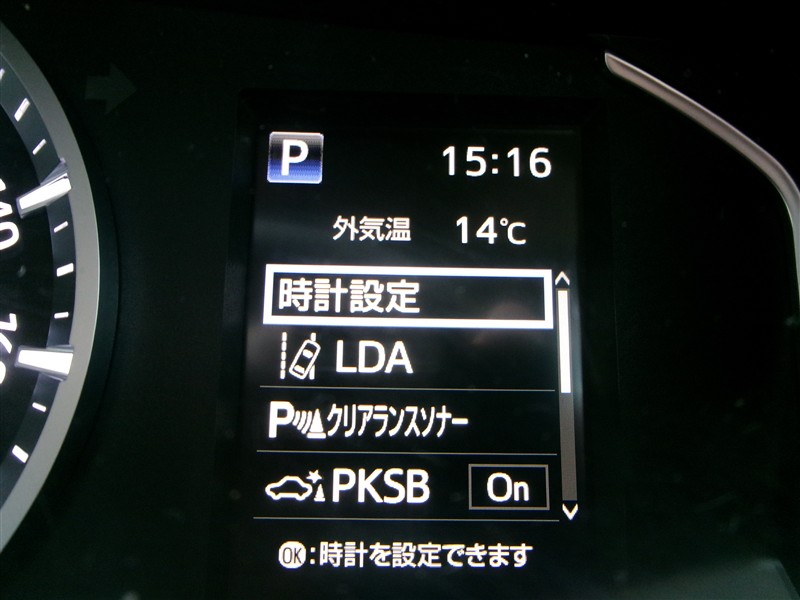 P 15:16
外気温 14℃
時計設定
LDA
Pクリアランスソナー
PKSB On
OK:時計を設定できます